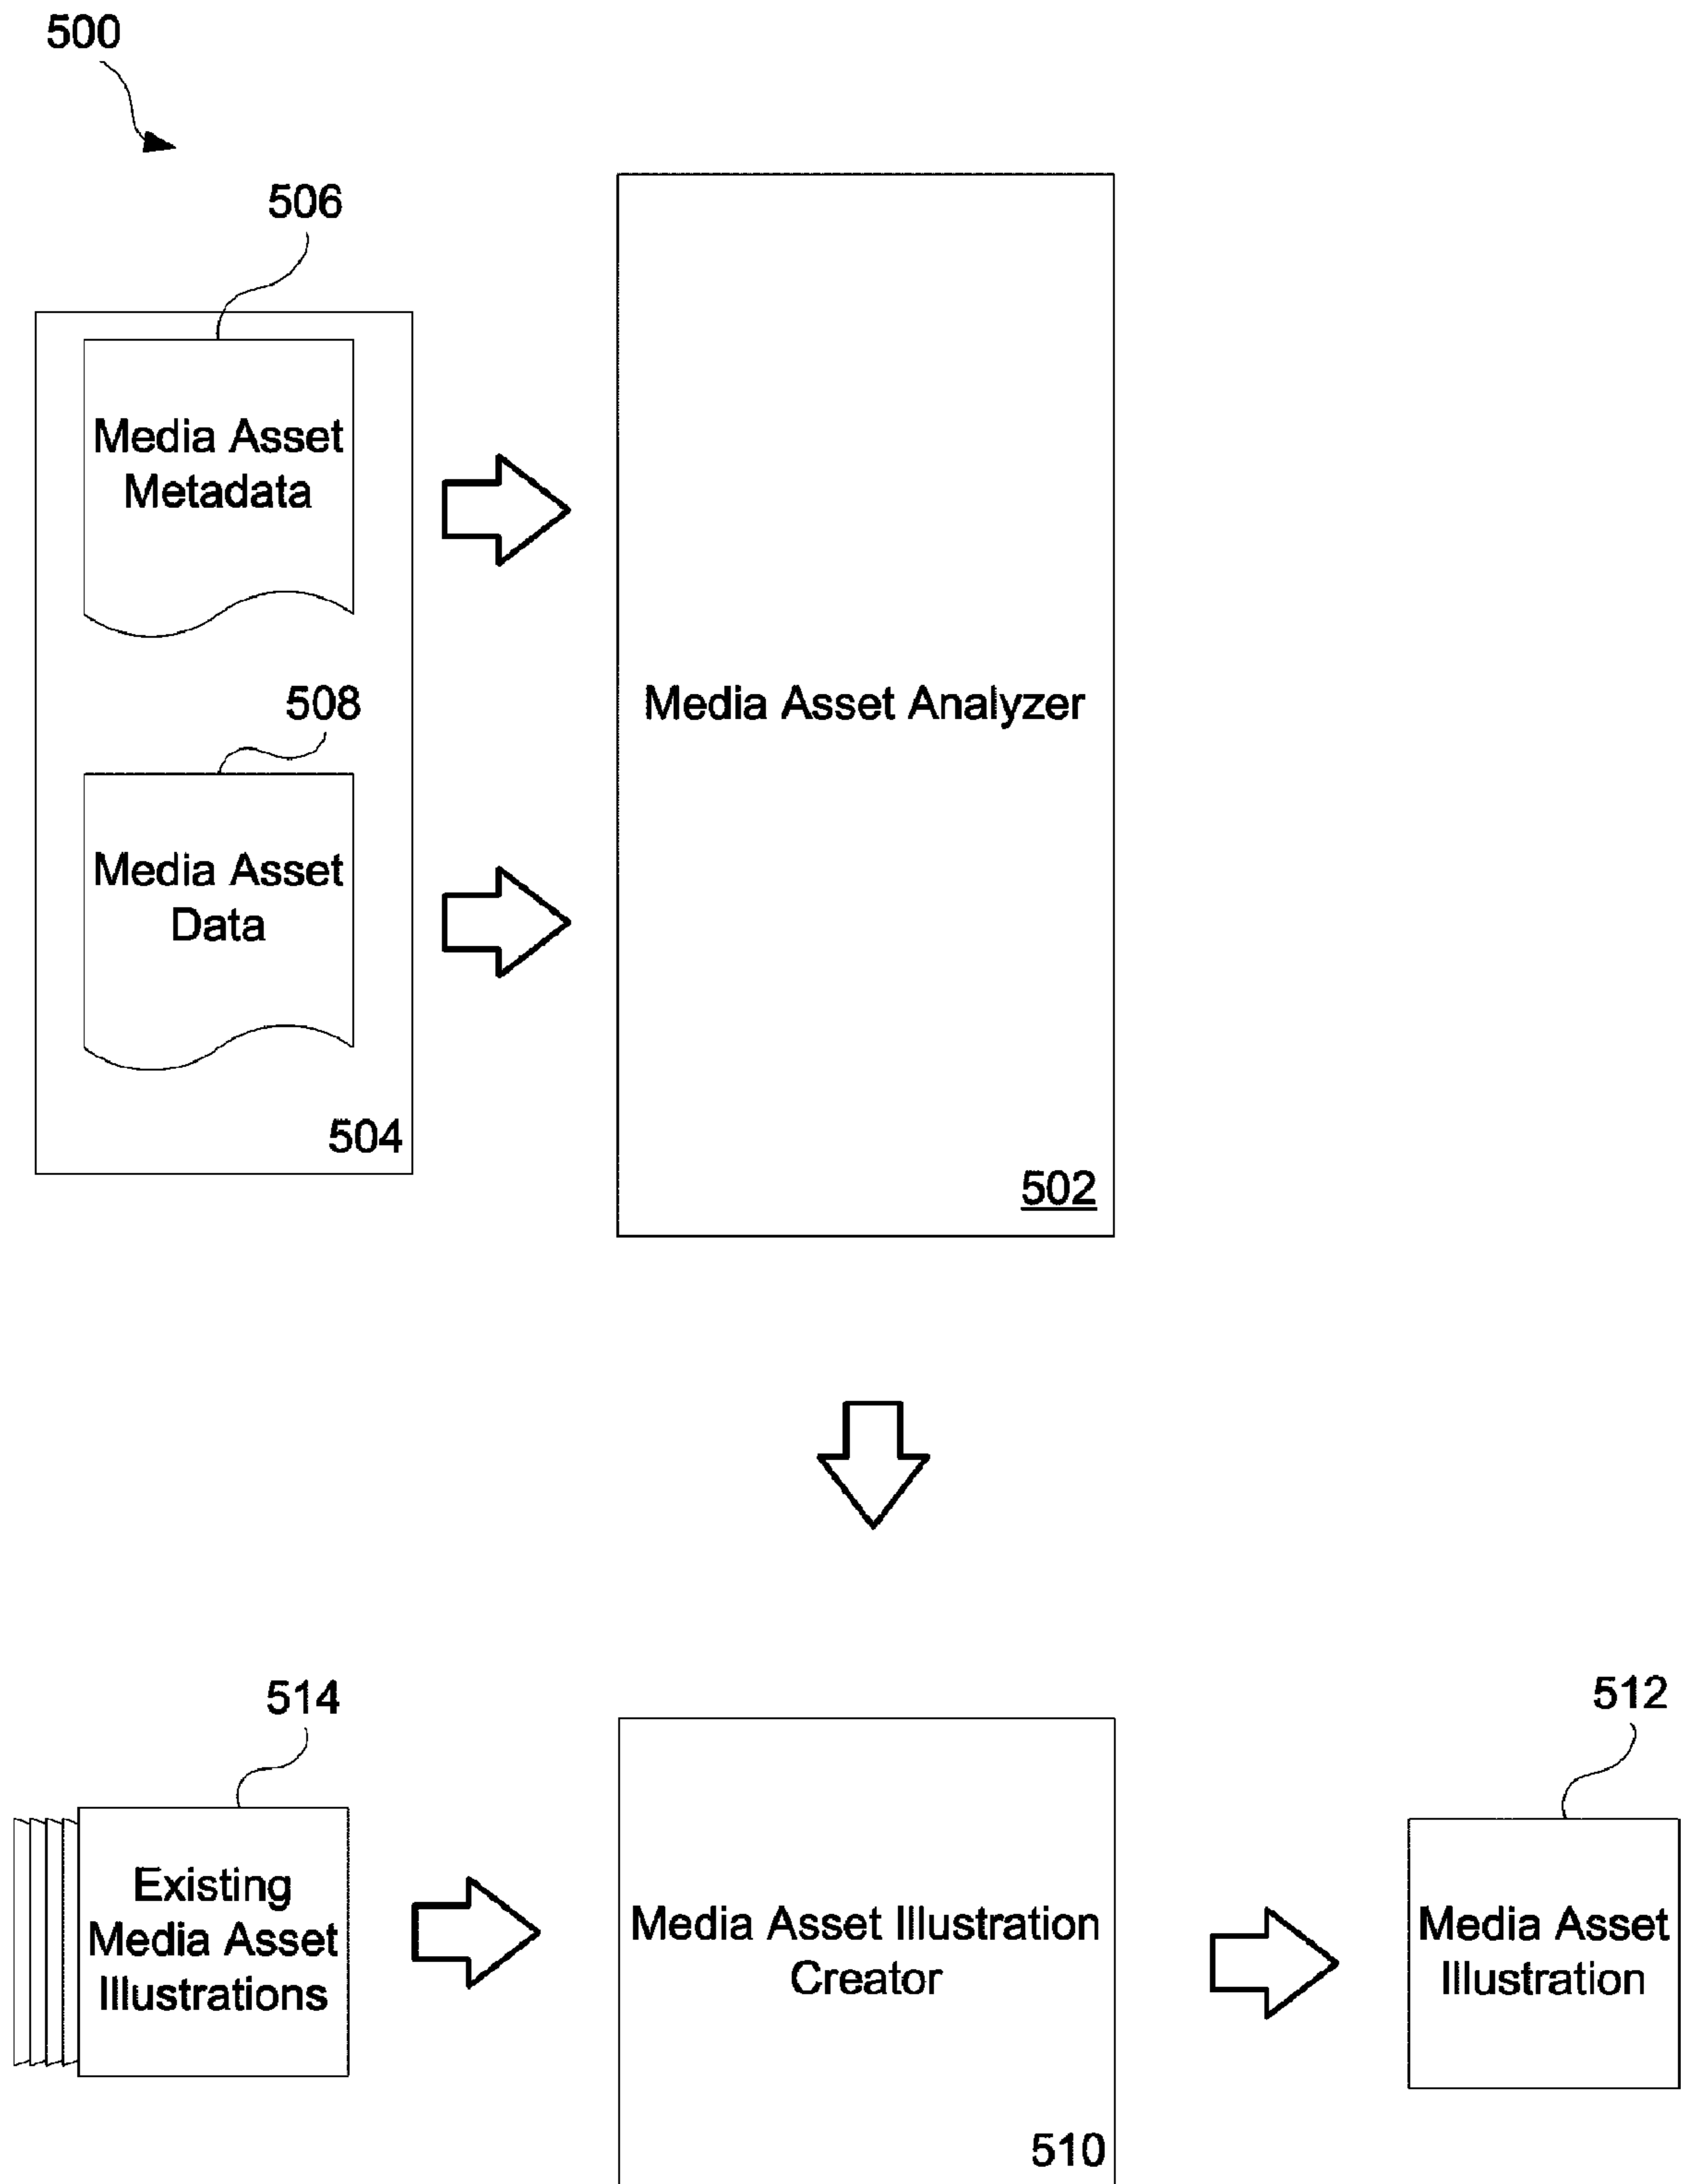 500
506
Media Asset
Metadata
508
Media Asset
Data
504
Media Asset Analyzer
502
514
Existing
Media Asset
Illustrations
Media Asset Illustration
Creator
510
512
Media Asset
Illustration